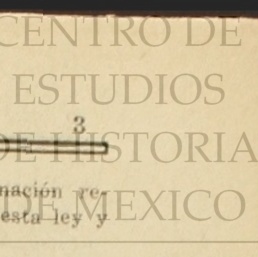 CENTRO DE
ESTUDIOS
3
DE HISTORIA
nación re-
DE MEXICO
esta ley y